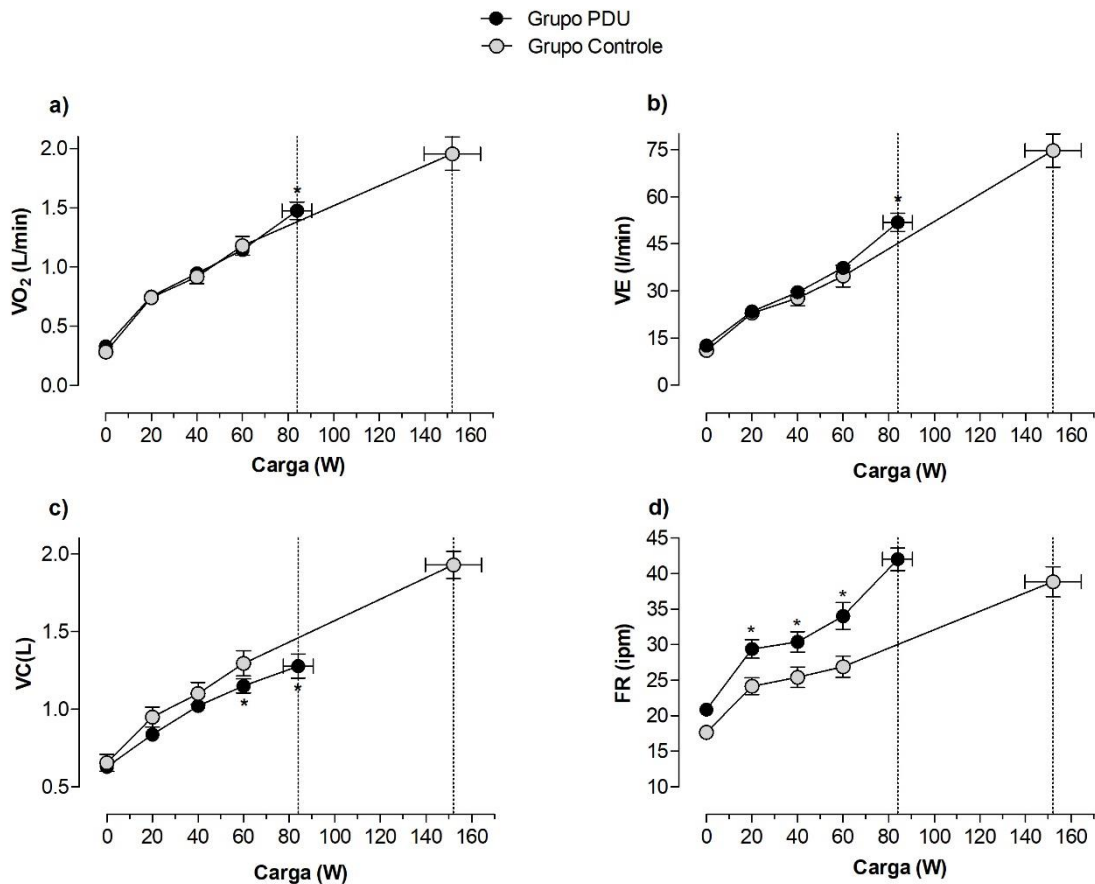 Grupo PDU
Grupo Controle
a)
VO2 (L/min)
2.0
1.5
1.0
0.5
0.0
*
0 20 40 60 80 100 120 140 160
Carga (W)
b)
VE (l/min)
75
60
45
30
15
0
*
0 20 40 60 80 100 120 140 160
Carga (W)
c)
VC(L)
2.0
1.5
1.0
0.5
* *
0 20 40 60 80 100 120 140 160
Carga (W)
d)
FR (ipm)
45
40
35
30
25
20
15
10
* * *
0 20 40 60 80 100 120 140 160
Carga (W)